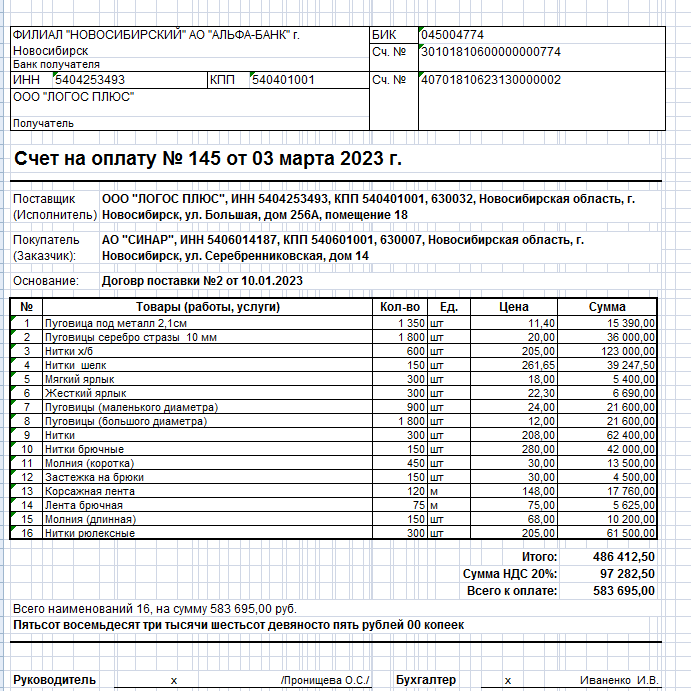 ФИЛИАЛ "НОВОСИБИРСКИЙ" АО "АЛЬФА-БАНК" г. БИК 045004774
Новосибирск Сч. № 30101810600000000774
Банк получателя
ИНН 5404253493 КПП 540401001 Сч. № 40701810623130000002
ООО "ЛОГОС ПЛЮС"
Получатель
Счет на оплату № 145 от 03 марта 2023 г.
Поставщик ООО "ЛОГОС ПЛЮС", ИНН 5404253493, КПП 540401001, 630032, Новосибирская область, г.
(Исполнитель) Новосибирск, ул. Большая, дом 256А, помещение 18
Покупатель АО "СИНАР", ИНН 5406014187, КПП 540601001, 630007, Новосибирская область, г.
(Заказчик): Новосибирск, ул. Серебренниковская, дом 14
Основание: Договр поставки №2 от 10.01.2023
№ Товары (работы, услуги) Кол-во Ед. Цена Сумма
1 Пуговица под металл 2,1см 1 350 шт 11,40 15 390,00
2 Пуговицы серебро стразы 10 мм 1 800 шт 20,00 36 000,00
3 Нитки х/б 600 шт 205,00 123 000,00
4 Нитки шелк 150 шт 261,65 39 247,50
5 Мягкий ярлык 300 шт 18,00 5 400,00
6 Жесткий ярлык 300 шт 22,30 6 690,00
7 Пуговицы (маленького диаметра) 900 шт 24,00 21 600,00
8 Пуговицы (большого диаметра) 1 800 шт 12,00 21 600,00
9 Нитки 300 шт 208,00 62 400,00
10 Нитки брючные 150 шт 280,00 42 000,00
11 Молния (коротка) 450 шт 30,00 13 500,00
12 Застежка на брюки 150 шт 30,00 4 500,00
13 Корсажная лента 120 м 148,00 17 760,00
14 Лента брючная 75 м 75,00 5 625,00
15 Молния (длинная) 150 шт 68,00 10 200,00
16 Нитки рюлексные 300 шт 205,00 61 500,00
Итого: 486 412,50
Сумма НДС 20%: 97 282,50
Всего к оплате: 583 695,00
Всего наименований 16, на сумму 583 695,00 руб.
Пятьсот восемьдесят три тысячи шестьсот девяносто пять рублей 00 копеек
Руководитель х /Пронищева О.С./ Бухгалтер х Иваненко И.В.